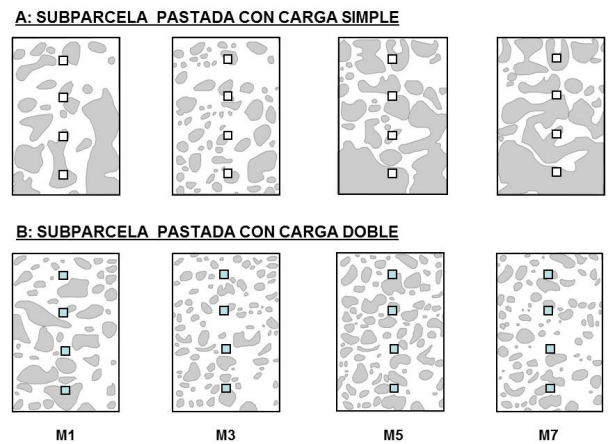 A: SUBPARCELA PASTADA CON CARGA SIMPLE
B: SUBPARCELA PASTADA CON CARGA DOBLE
M1 M3 M5 M7